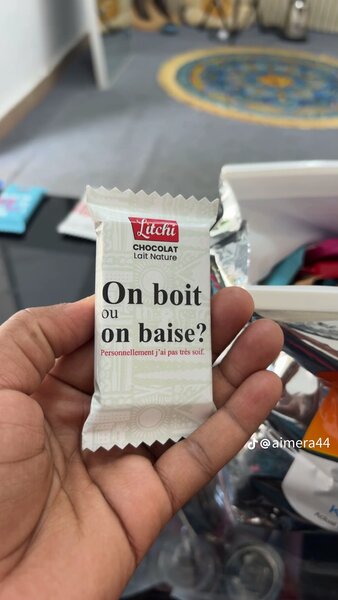 Litchi
CHOCOLAT
Lait Nature
On boit
ou
on baise?
Personnellement j'ai pas très soif.
@aimera44